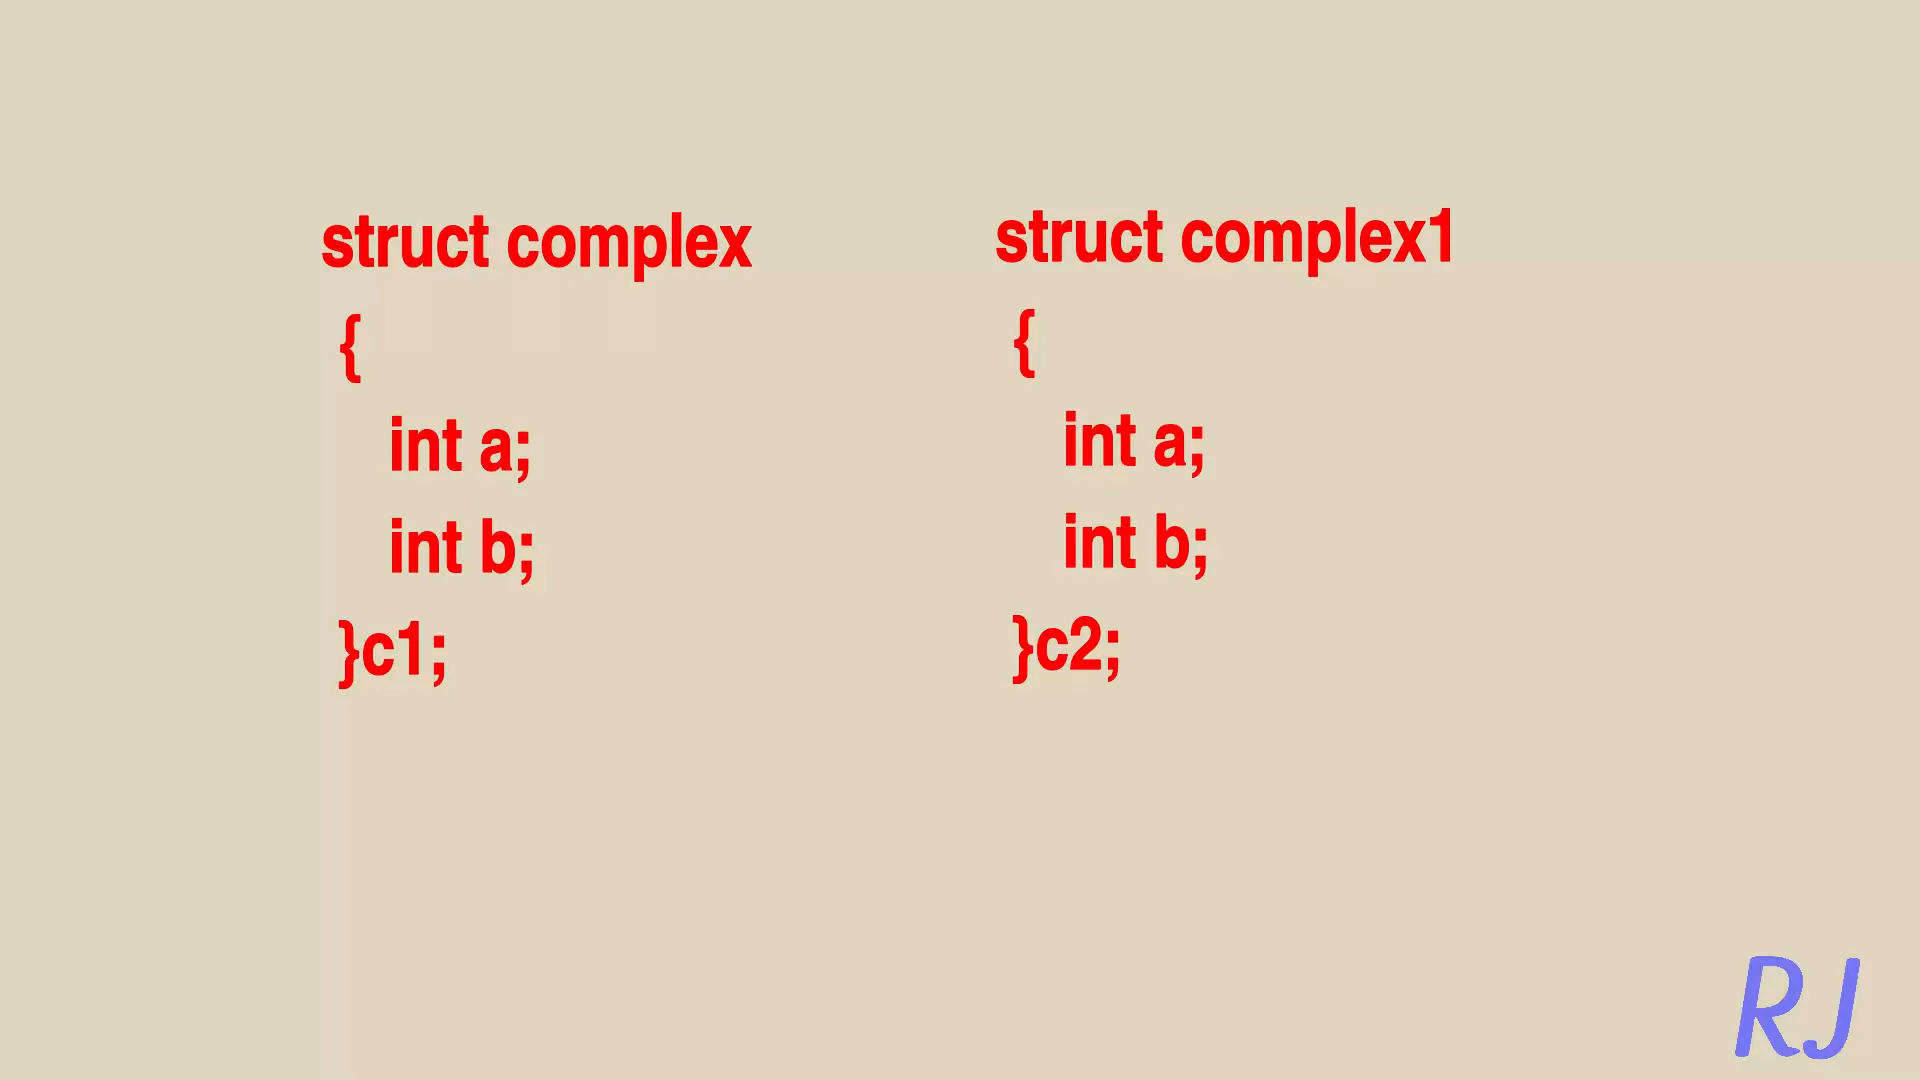 struct complex
{
int a;
int b;
}c1;
struct complex1
{
int a;
int b;
}c2;
RJ